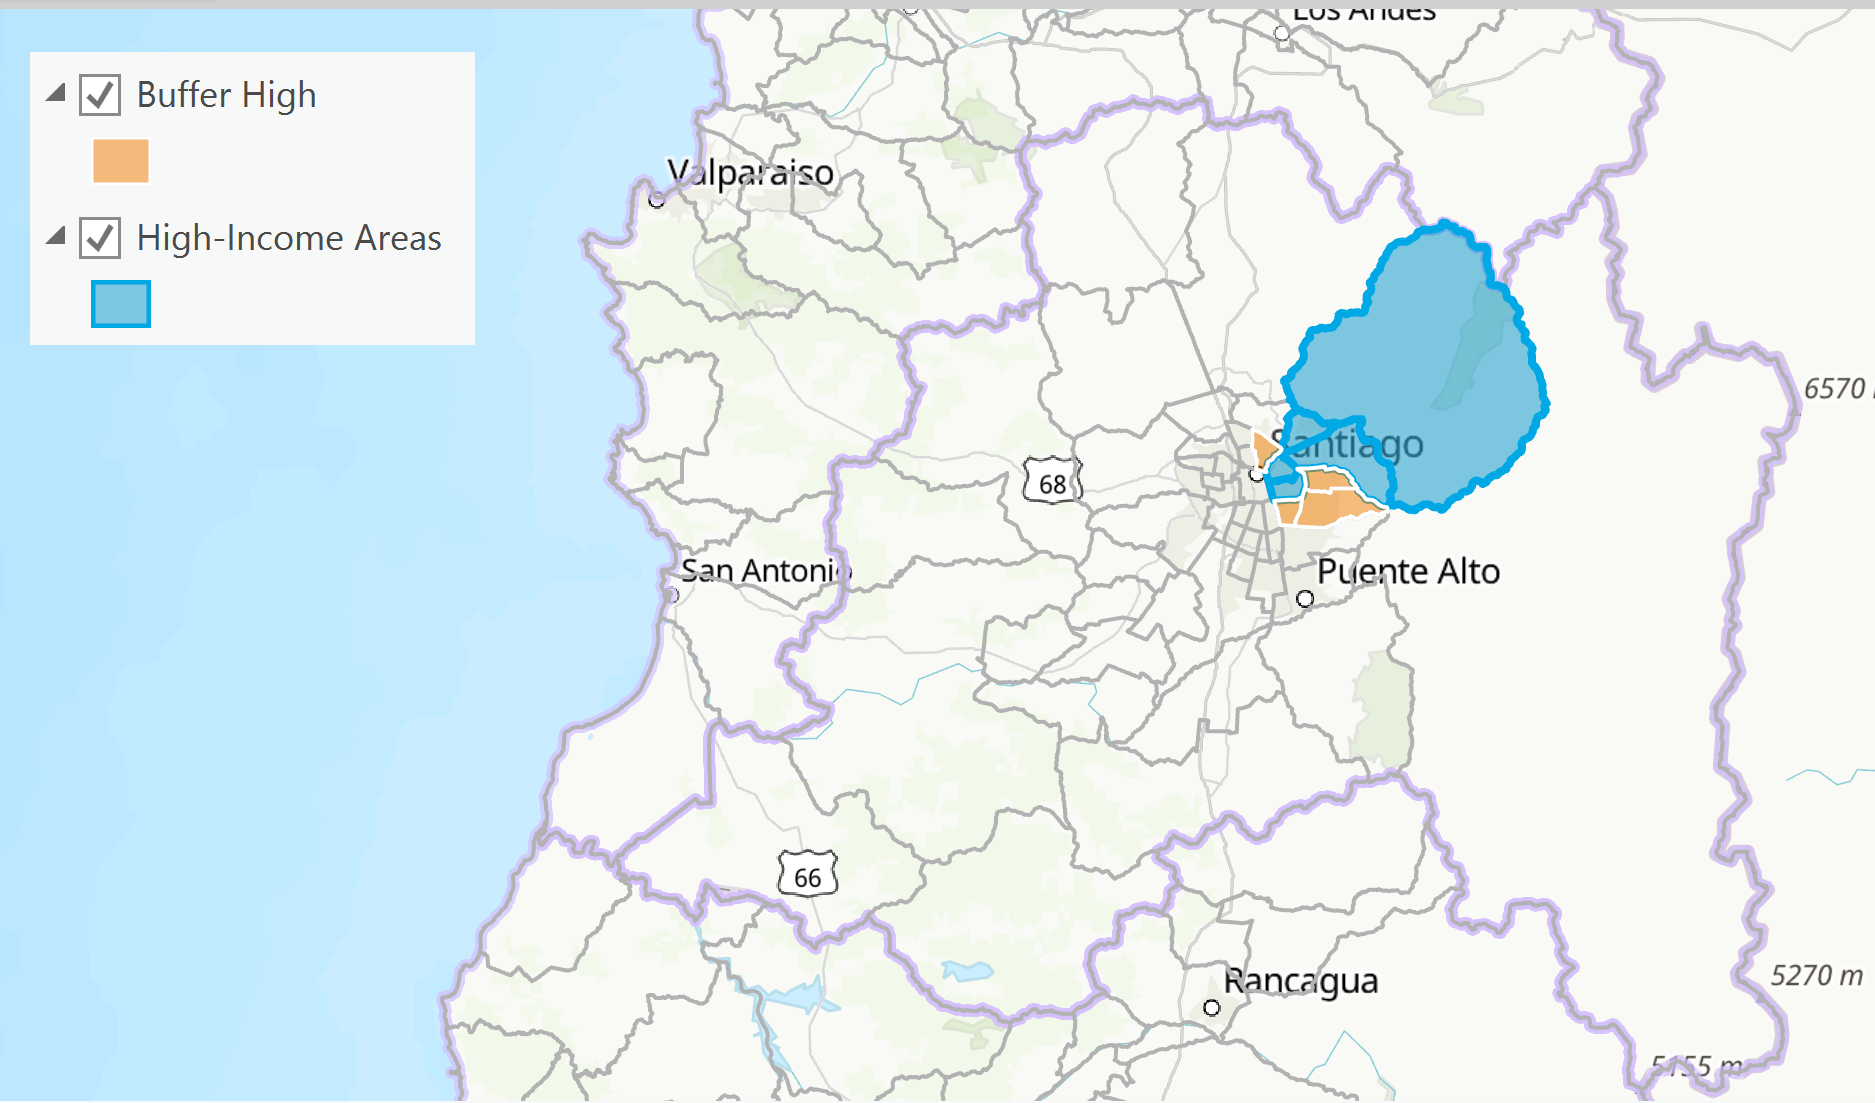 Los Andes
Buffer High
High-Income Areas
Valparaiso
6570
Santiago
68
San Antonio
Puente Alto
66
5270 m
Rancagua
5155 m